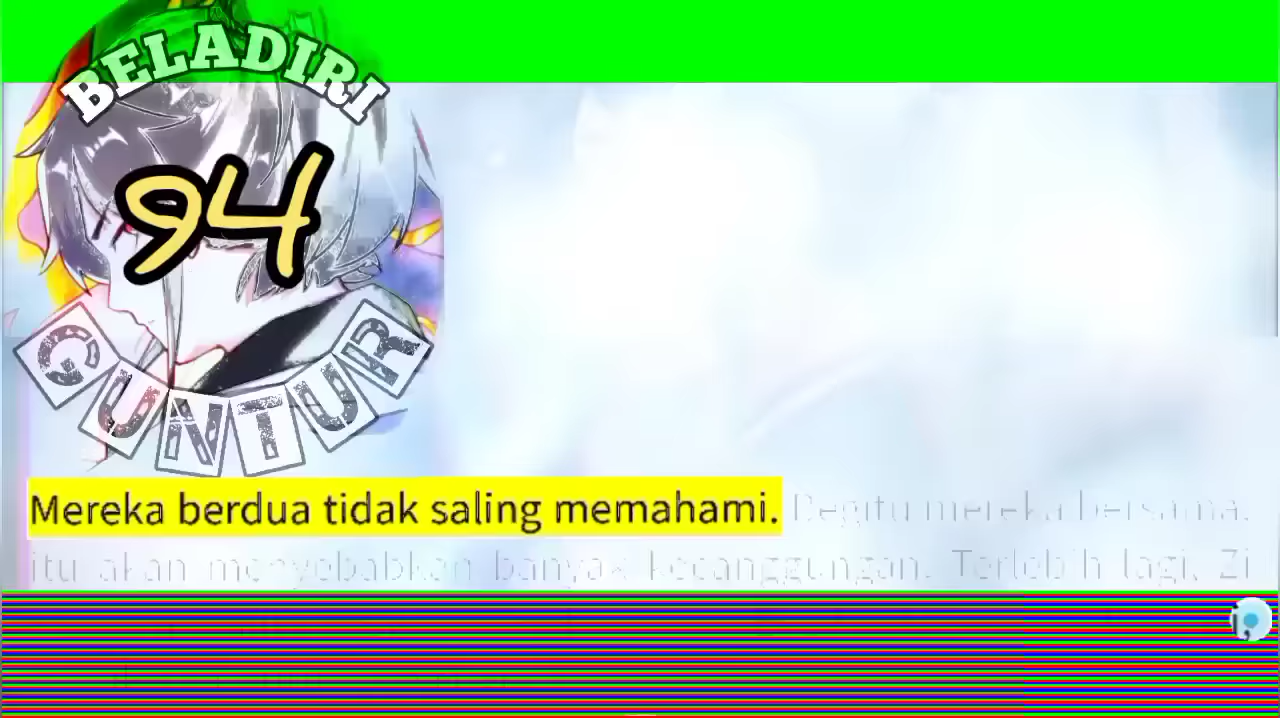 BELADIRI
94
GUNTUR
Mereka berdua tidak saling memahami. Begitu mereka bersama,
itu akan menyebabkan banyak kecanggungan. Terlebih lagi, Zi